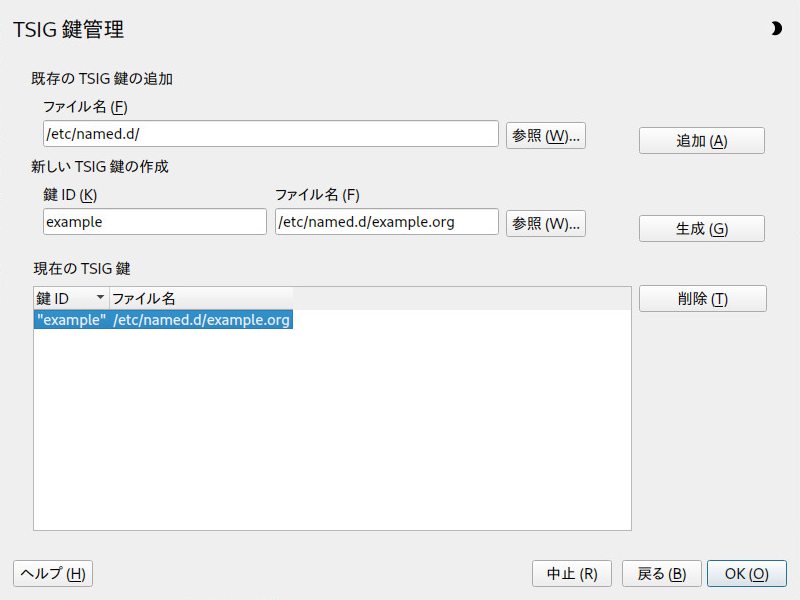 TSIG 鍵管理
既存の TSIG 鍵の追加
ファイル名 (F)
/etc/named.d/
参照 (W)...
追加 (A)
新しい TSIG 鍵の作成
鍵 ID (K)
ファイル名 (F)
example
/etc/named.d/example.org
参照 (W)...
生成 (G)
現在の TSIG 鍵
鍵 ID
ファイル名
削除 (T)
"example" /etc/named.d/example.org
ヘルプ (H)
中止 (R)
戻る (B)
OK (O)